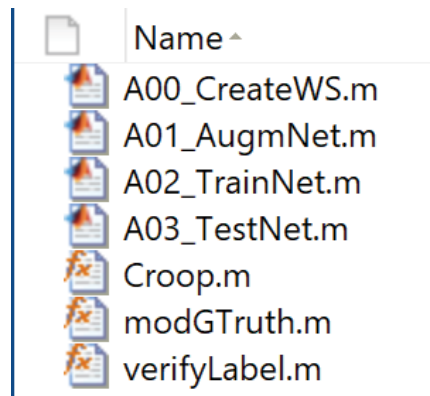 Name
A00_CreateWS.m
A01_AugmNet.m
A02_TrainNet.m
A03_TestNet.m
Croop.m
modGTruth.m
verifyLabel.m